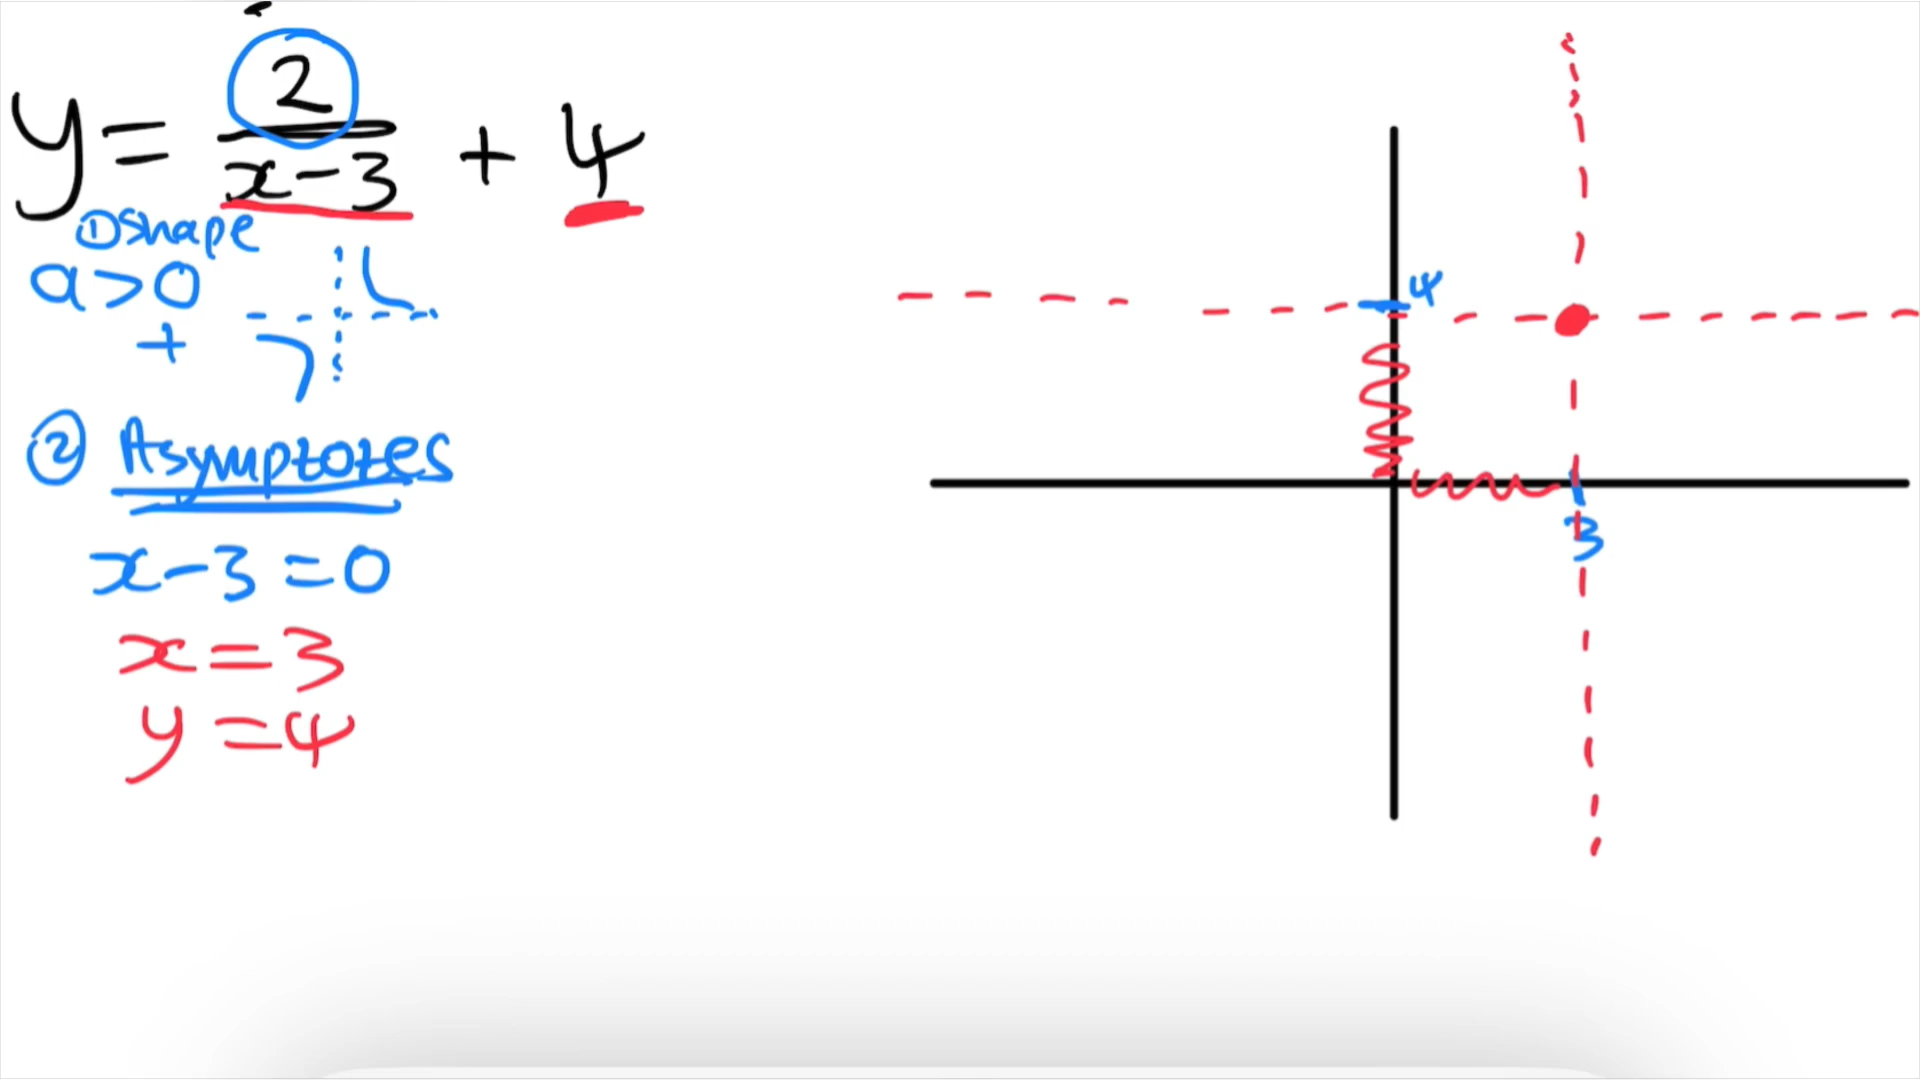 y = 2/(x-3) + 4
① shape
a > 0
+
② Asymptotes
x - 3 = 0
x = 3
y = 4
4
3